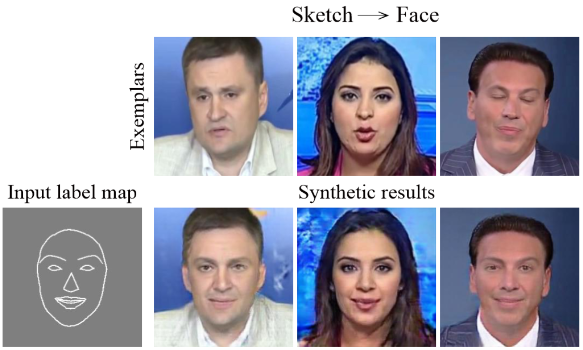 Sketch → Face
Exemplars
Input label map
Synthetic results